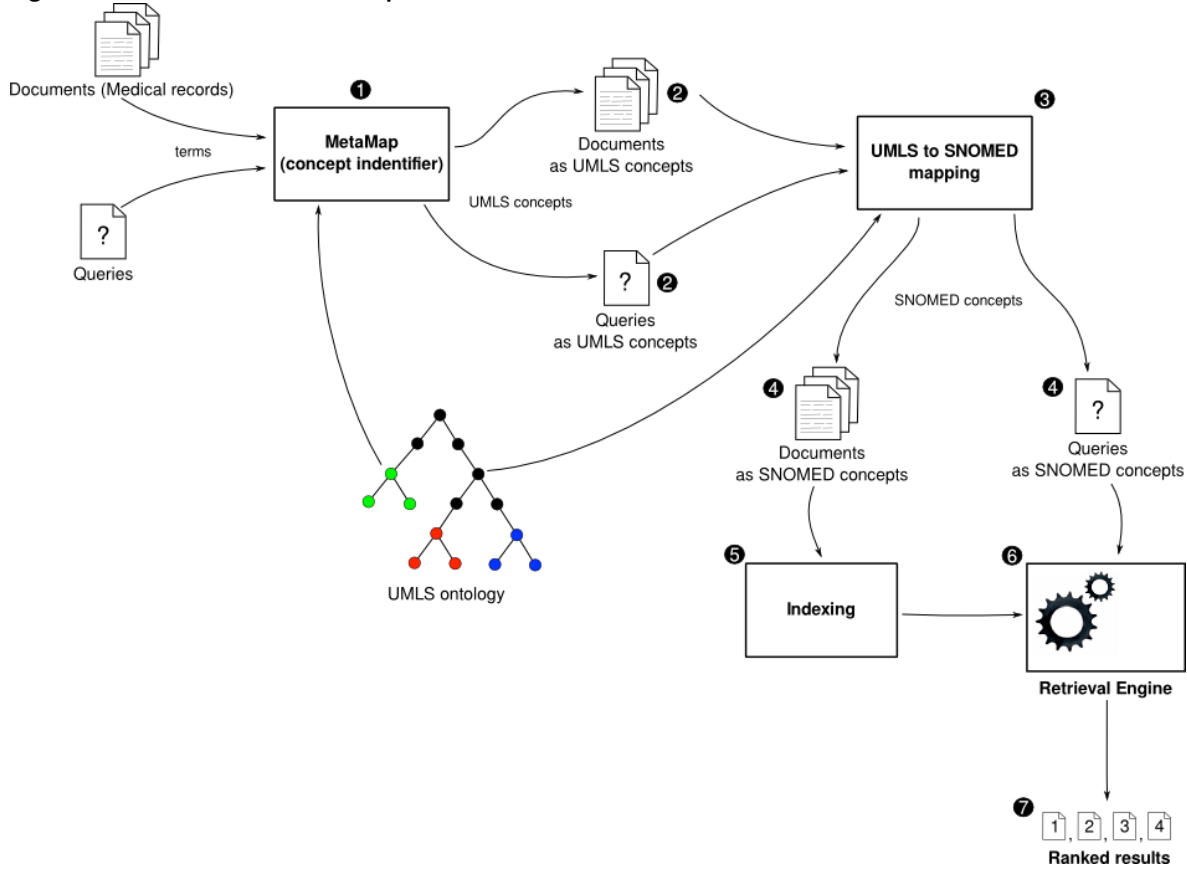 Documents (Medical records)
terms
?
Queries
1
MetaMap
(concept indentifier)
2
Documents
as UMLS concepts
UMLS concepts
?
2
Queries
as UMLS concepts
3
UMLS to SNOMED
mapping
SNOMED concepts
4
Documents
as SNOMED concepts
4
?
Queries
as SNOMED concepts
UMLS ontology
5
Indexing
6
Retrieval Engine
7
1, 2, 3, 4
Ranked results